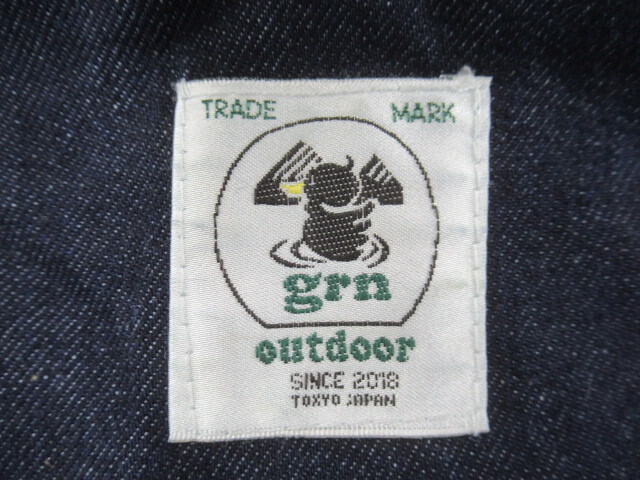 TRADE MARK
grn
outdoor
SINCE 2018
TOKYO JAPAN